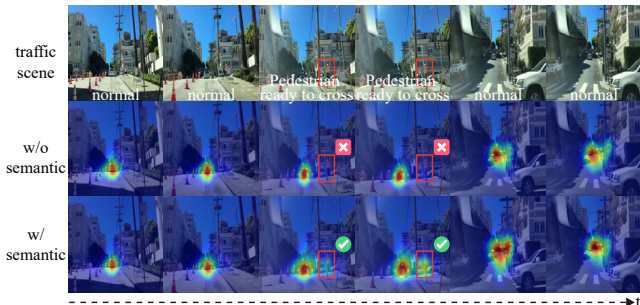 traffic
scene
normal
normal
Pedestrian
ready to cross
Pedestrian
ready to cross
normal
normal
w/o
semantic
w/
semantic
t